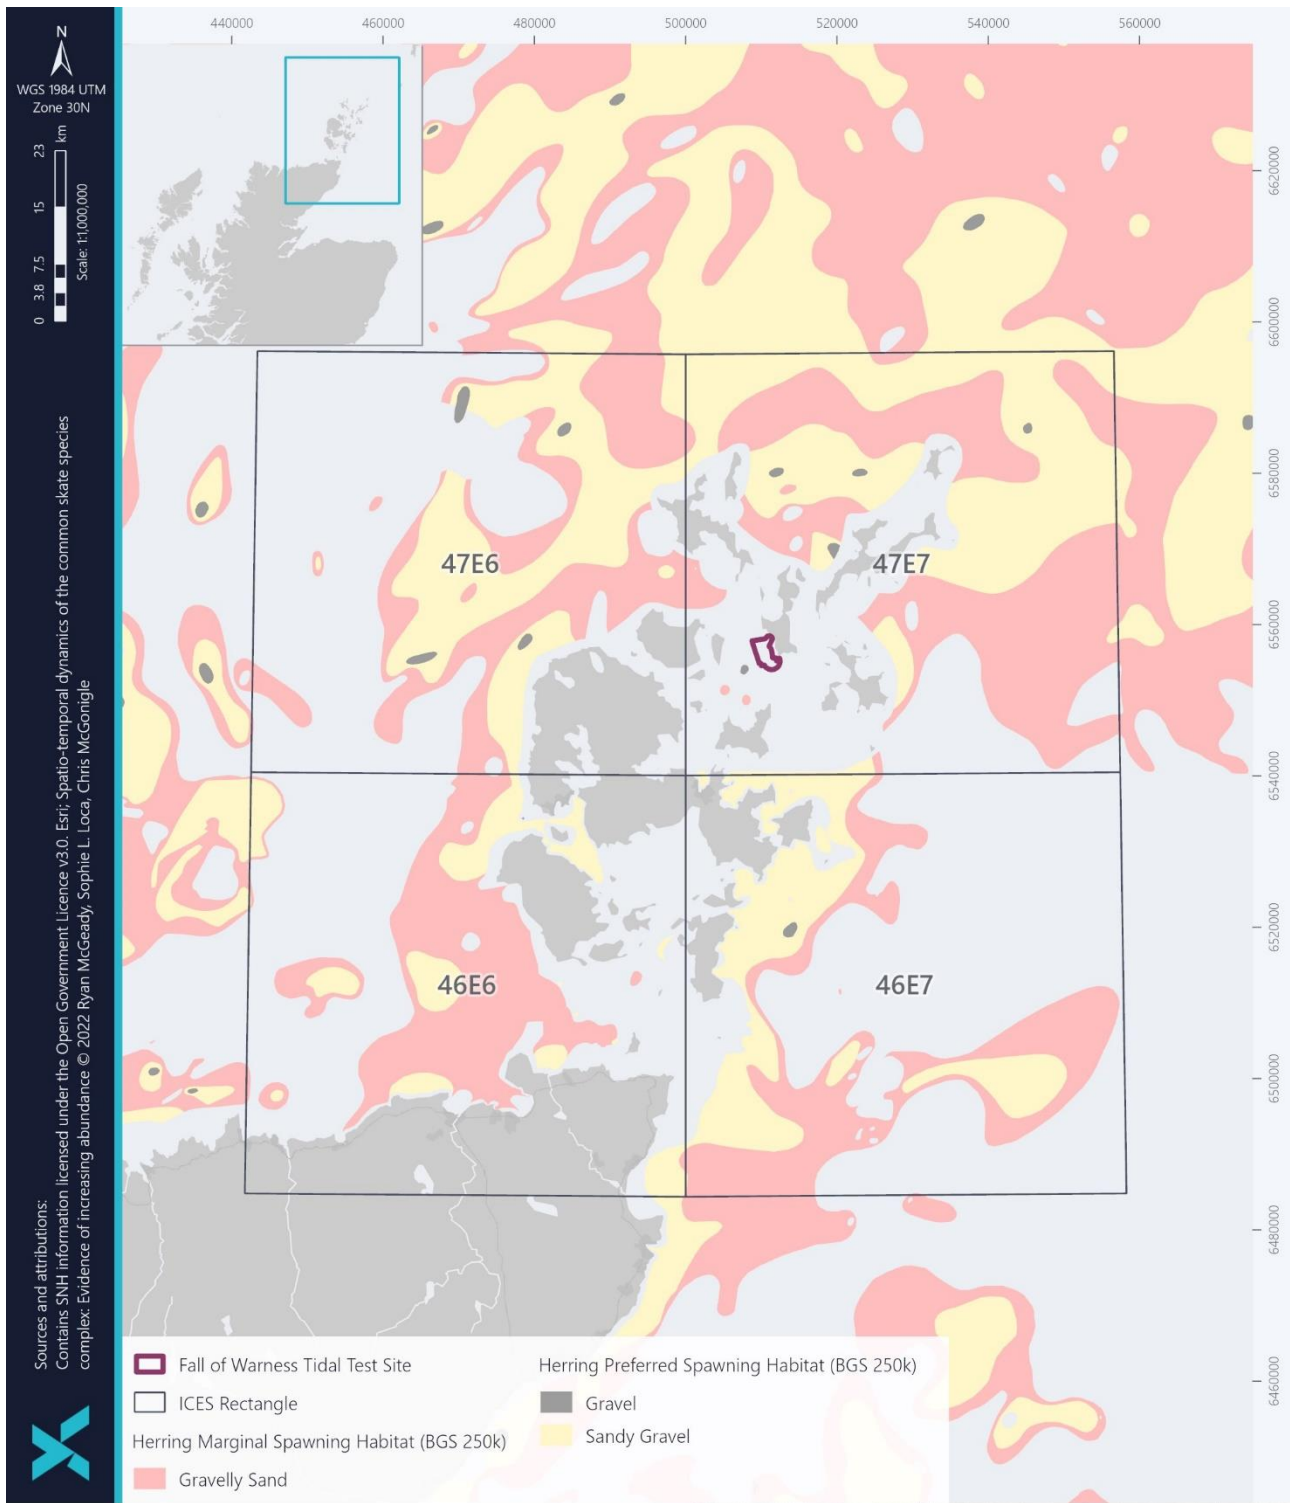 440000
460000
480000
500000
520000
540000
560000
N
WGS 1984 UTM
Zone 30N
0 3.8 7.5 15 23 km
Scale: 1:1,000,000
Sources and attributions:
Contains SNH information licensed under the Open Government Licence v3.0. Esri; Spatio-temporal dynamics of the common skate species
complex: Evidence of increasing abundance © 2022 Ryan McGeady, Sophie L. Loca, Chris McGonigle
6620000
6600000
6580000
6560000
6540000
6520000
6500000
6480000
6460000
47E6
47E7
46E6
46E7
Fall of Warness Tidal Test Site
ICES Rectangle
Herring Marginal Spawning Habitat (BGS 250k)
Gravelly Sand
Herring Preferred Spawning Habitat (BGS 250k)
Gravel
Sandy Gravel